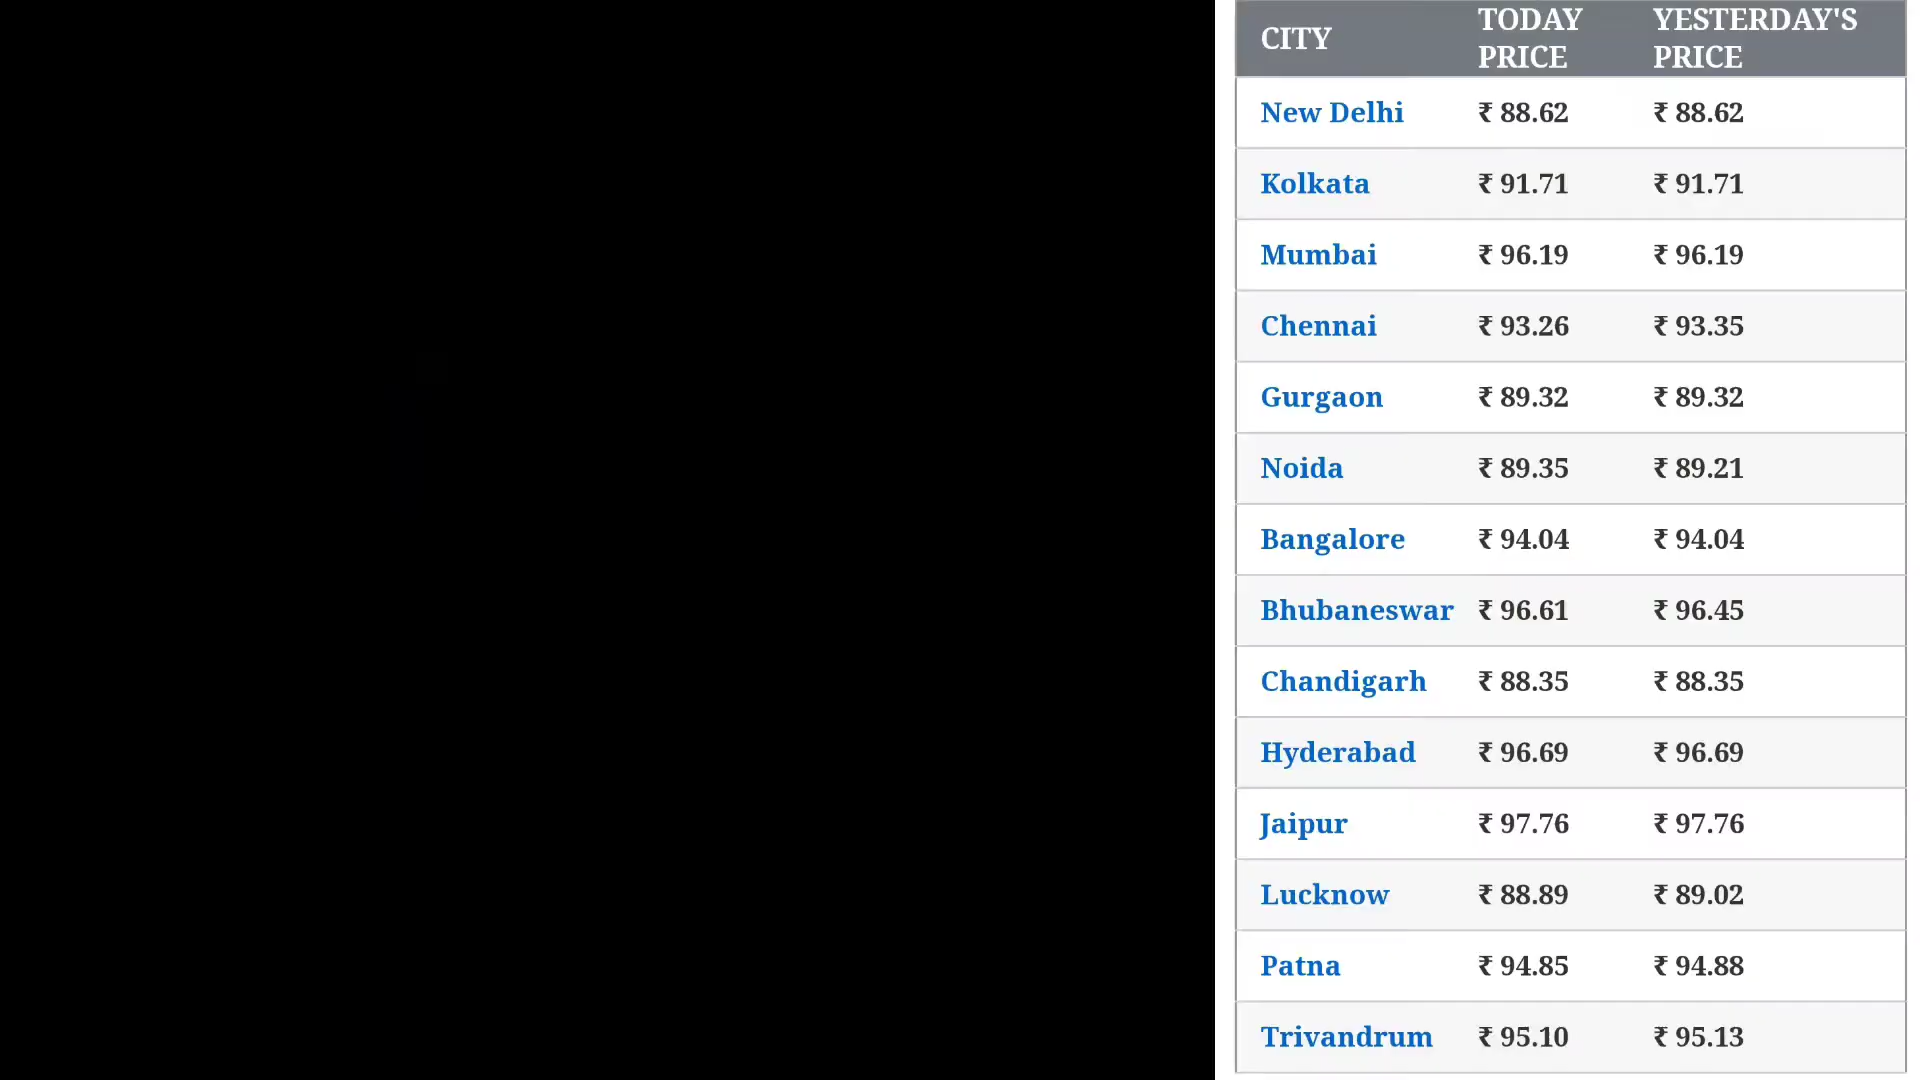 CITY TODAY PRICE YESTERDAY'S PRICE
New Delhi ₹ 88.62 ₹ 88.62
Kolkata ₹ 91.71 ₹ 91.71
Mumbai ₹ 96.19 ₹ 96.19
Chennai ₹ 93.26 ₹ 93.35
Gurgaon ₹ 89.32 ₹ 89.32
Noida ₹ 89.35 ₹ 89.21
Bangalore ₹ 94.04 ₹ 94.04
Bhubaneswar ₹ 96.61 ₹ 96.45
Chandigarh ₹ 88.35 ₹ 88.35
Hyderabad ₹ 96.69 ₹ 96.69
Jaipur ₹ 97.76 ₹ 97.76
Lucknow ₹ 88.89 ₹ 89.02
Patna ₹ 94.85 ₹ 94.88
Trivandrum ₹ 95.10 ₹ 95.13